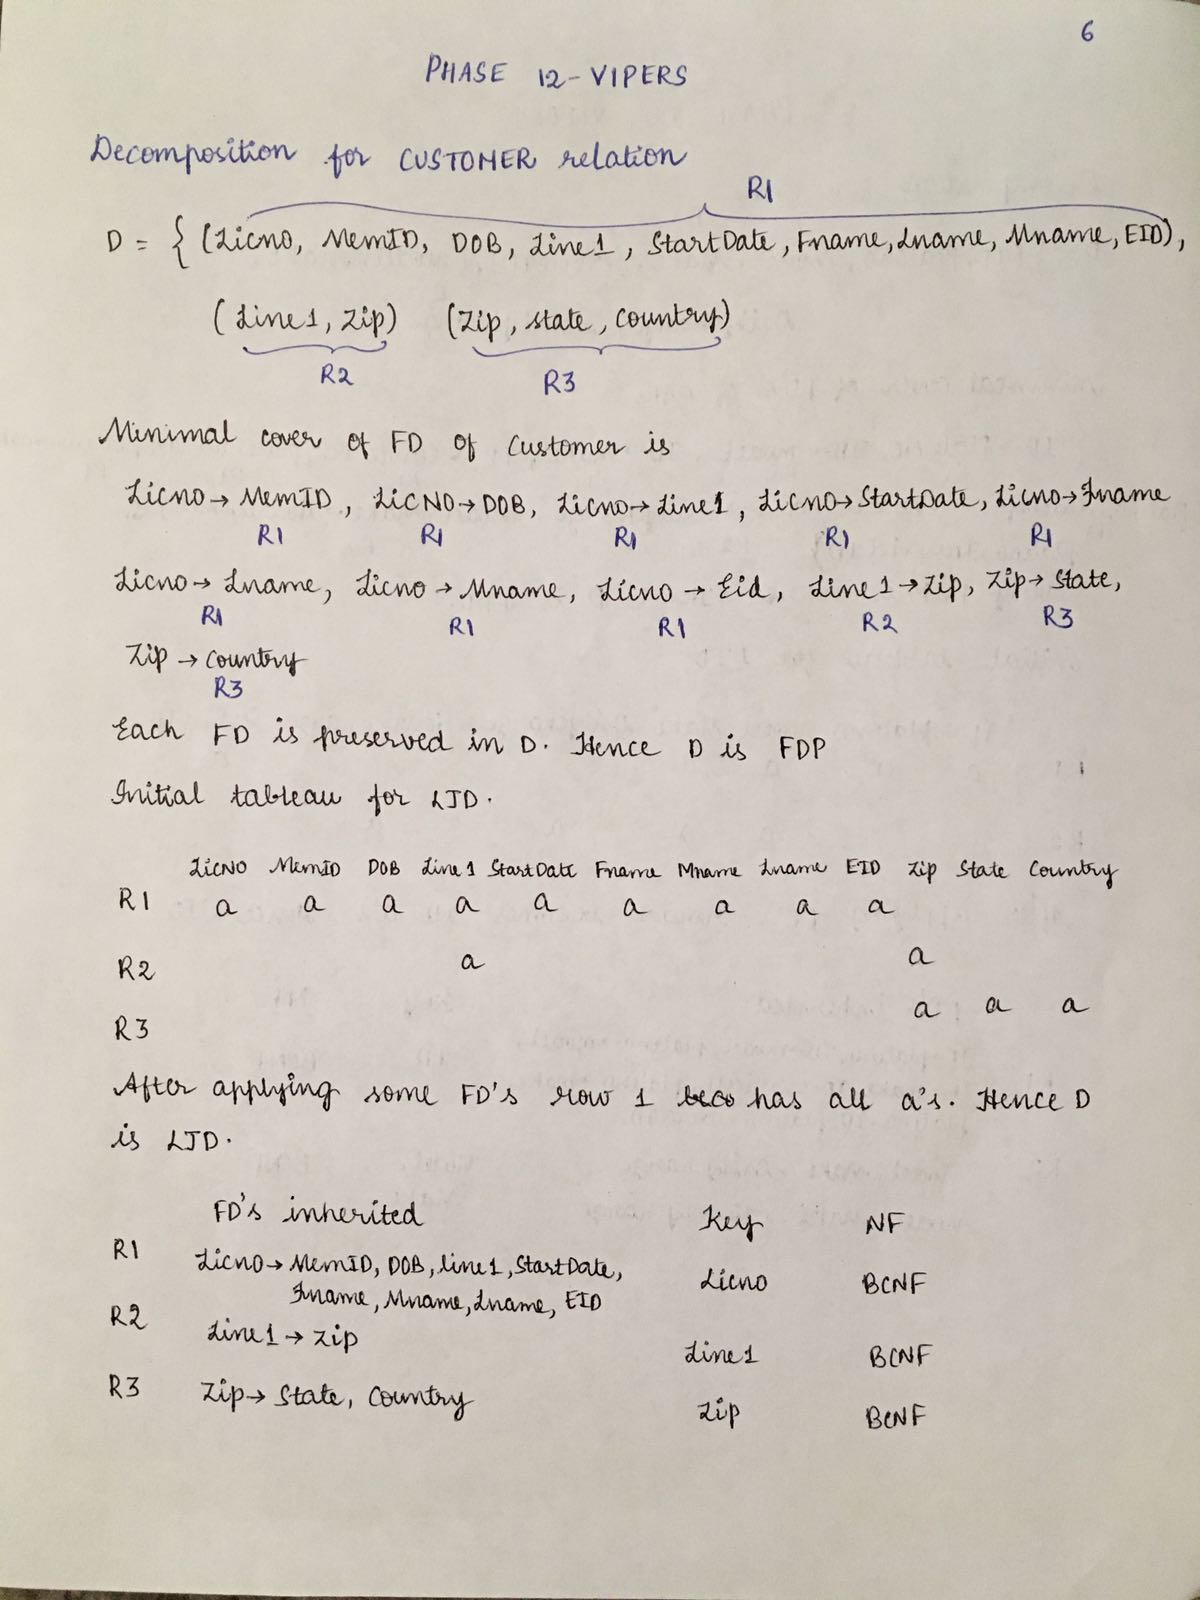 6
PHASE 12-VIPERS
Decomposition for CUSTOMER relation
R1
D = { (Licno, MemID, DOB, Line1, StartDate, Fname, Lname, Mname, EID),
(Line1, Zip) (Zip, state, country)
R2 R3
Minimal cover of FD of Customer is
Licno → MemID, LicNO → DOB, Licno → Line1, Licno → StartDate, Licno → Fname
R1 R1 R1 R1 R1
Licno → Lname, Licno → Mname, Licno → Eid, Line1 → Zip, Zip → State,
R1 R1 R1 R2 R3
Zip → country
R3
Each FD is preserved in D. Hence D is FDP
Initial tableau for LJD.
LicNO MemID DOB Line1 StartDate Fname Mname Lname EID Zip State Country
R1 a a a a a a a a a
R2 a a
R3 a a a
After applying some FD's row 1 beco has all a's. Hence D
is LJD.
FD's inherited Key NF
R1 Licno → MemID, DOB, line1, StartDate, Licno BCNF
Fname, Mname, Lname, EID
R2 Line1 → Zip Line1 BCNF
R3 Zip → State, Country Zip BCNF